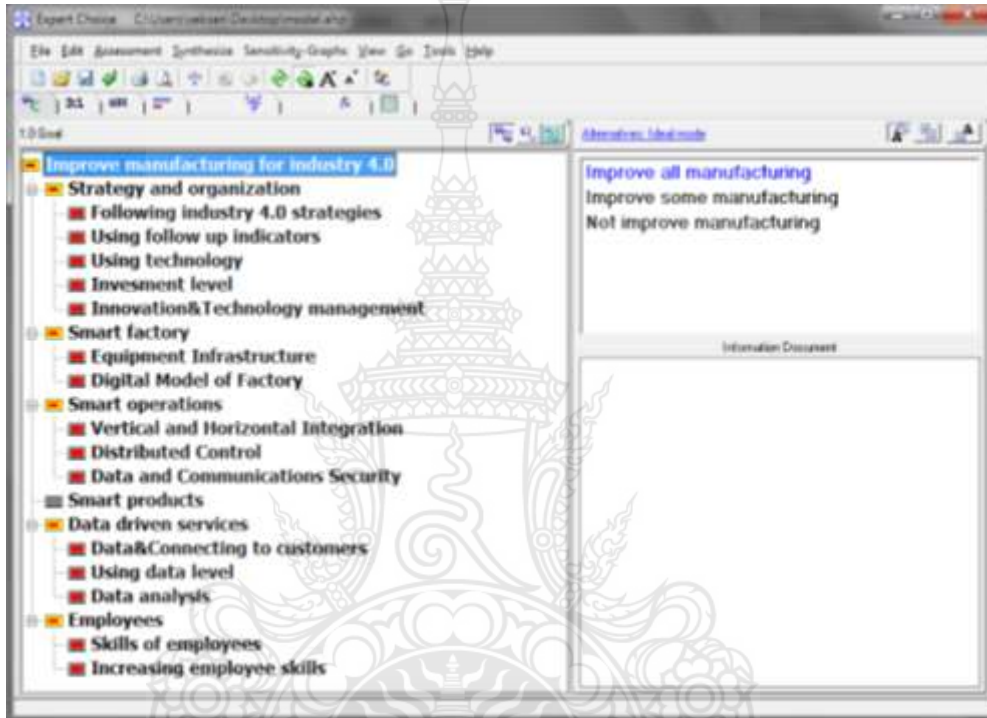 Expert Choice C:\Users\seksan\Desktop\model.ahp
File Edit Assessment Synthesize Sensitivity-Graphs View Go Tools Help
1.0 Goal
Alternatives: Ideal mode
Improve manufacturing for industry 4.0
Strategy and organization
Following industry 4.0 strategies
Using follow up indicators
Using technology
Invesment level
Innovation&Technology management
Smart factory
Equipment Infrastructure
Digital Model of Factory
Smart operations
Vertical and Horizontal Integration
Distributed Control
Data and Communications Security
Smart products
Data driven services
Data&Connecting to customers
Using data level
Data analysis
Employees
Skills of employees
Increasing employee skills
Improve all manufacturing
Improve some manufacturing
Not improve manufacturing
Information Document